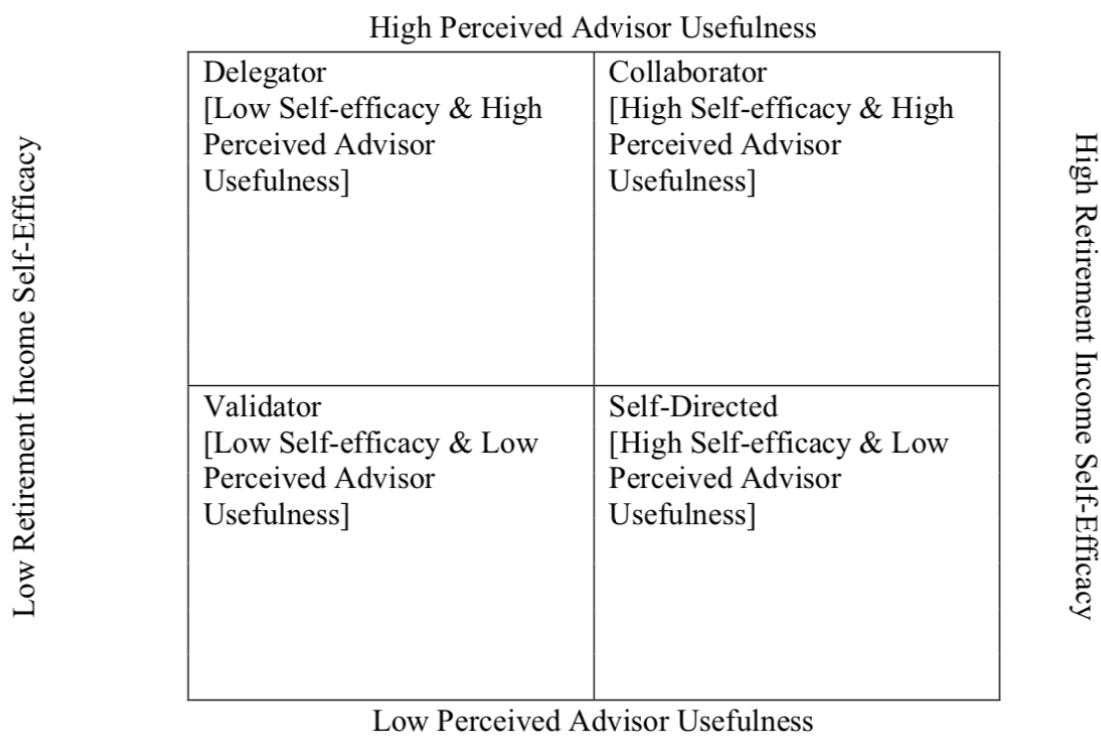 High Perceived Advisor Usefulness
Low Retirement Income Self-Efficacy
Delegator
[Low Self-efficacy & High
Perceived Advisor
Usefulness]
Collaborator
[High Self-efficacy & High
Perceived Advisor
Usefulness]
High Retirement Income Self-Efficacy
Validator
[Low Self-efficacy & Low
Perceived Advisor
Usefulness]
Self-Directed
[High Self-efficacy & Low
Perceived Advisor
Usefulness]
Low Perceived Advisor Usefulness